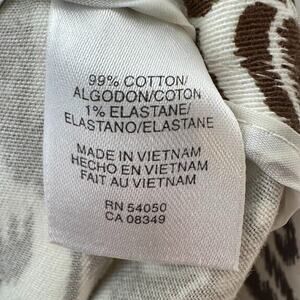 99% COTTON/
ALGODON/COTON
1% ELASTANE/
ELASTANO/ELASTANE
MADE IN VIETNAM
HECHO EN VIETNAM
FAIT AU VIETNAM
RN 54050
CA 08349